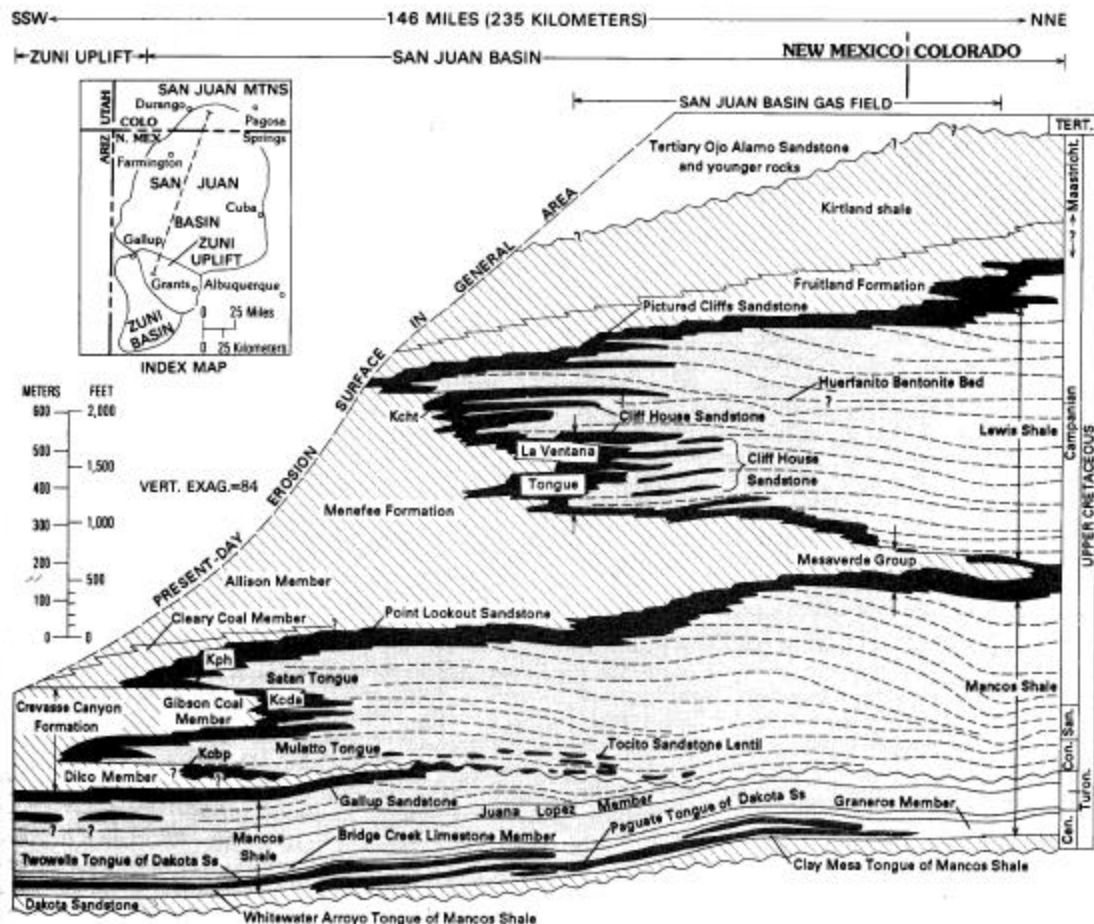 SSW
146 MILES (235 KILOMETERS)
NNE
ZUNI UPLIFT
SAN JUAN BASIN
NEW MEXICO COLORADO
SAN JUAN BASIN GAS FIELD
SAN JUAN MTNS
UTAH
Durango
COLO
Pagosa
Springs
N. MEX
ARIZ
Farmington
SAN JUAN
BASIN
Cuba
Gallup
ZUNI
UPLIFT
Grants
Albuquerque
ZUNI
BASIN
0 25 Miles
0 25 Kilometers
INDEX MAP
TERT.
Tertiary Ojo Alamo Sandstone
and younger rocks
?
?
?
Maastricht.
Kirtland shale
?
Fruitland Formation
Pictured Cliffs Sandstone
PRESENT-DAY EROSION SURFACE IN GENERAL AREA
METERS FEET
600 2,000
500
1,500
400
300 1,000
200
500
100
0 0
VERT. EXAG.=84
Kcht
Huerfanito Bentonite Bed
?
Cliff House Sandstone
Lewis Shale
Campanian
UPPER CRETACEOUS
La Ventana
Tongue
Cliff House
Sandstone
Menefee Formation
Mesaverde Group
Allison Member
Cleary Coal Member
?
Point Lookout Sandstone
Kph
Satan Tongue
Mancos Shale
Crevasse Canyon
Formation
Gibson Coal
Member
Kcda
San.
Kcbp
Mulatto Tongue
Tocito Sandstone Lentil
Con.
Dilco Member
?
?
Gallup Sandstone
Juana Lopez Member
Paguate Tongue of Dakota Ss
Graneros Member
Turon.
? ?
Mancos
Shale
Bridge Creek Limestone Member
Cen.
Twowells Tongue of Dakota Ss
Clay Mesa Tongue of Mancos Shale
Dakota Sandstone
Whitewater Arroyo Tongue of Mancos Shale